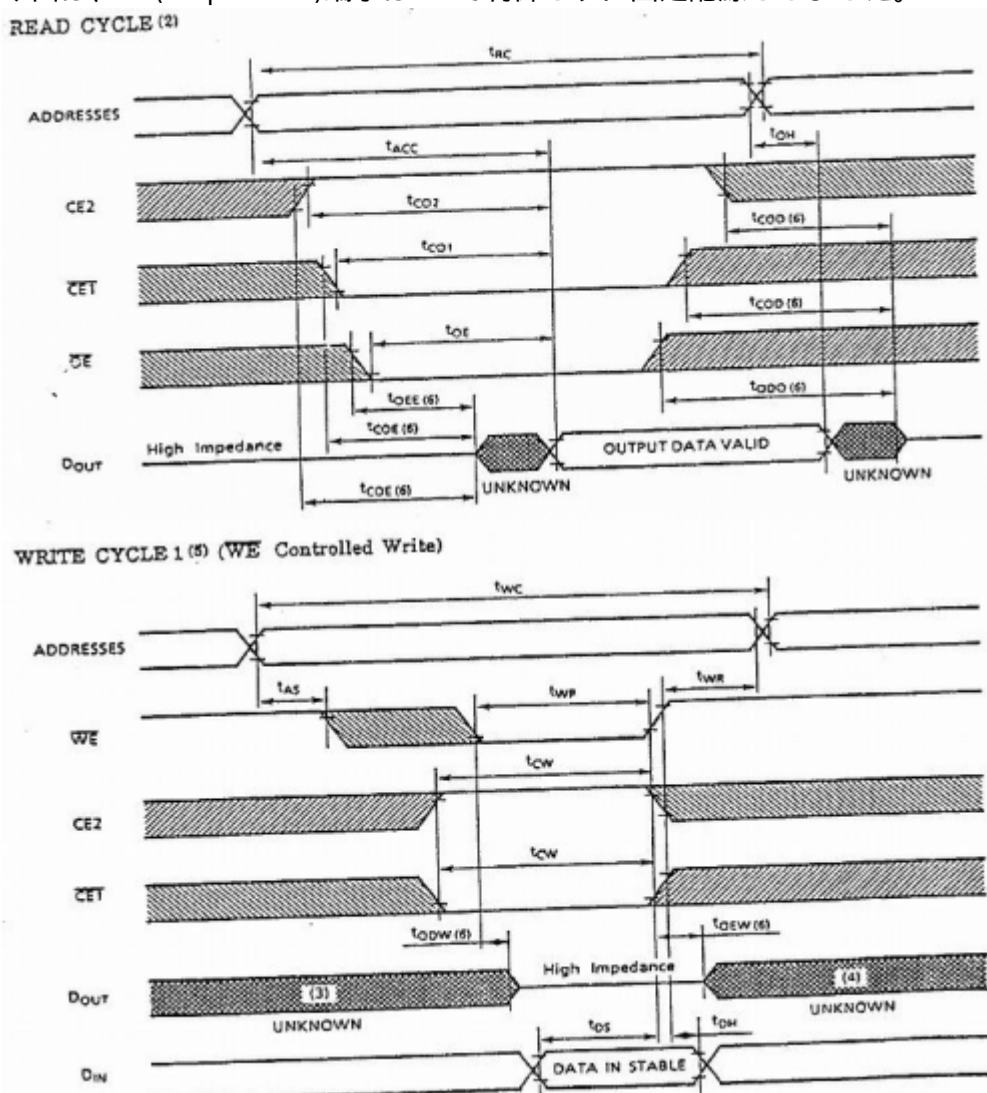 READ CYCLE (2)
tRC
ADDRESSES
tOH
tACC
CE2
tCO2
tCOD (6)
tCO1
CE1
tCOD (6)
tOE
OE
tOEE (6)
tODO (6)
tCOE (6)
High Impedance
OUTPUT DATA VALID
DOUT
tCOE (6)
UNKNOWN
UNKNOWN
WRITE CYCLE 1 (5) (WE Controlled Write)
tWC
ADDRESSES
tAS
tWP
tWR
WE
tCW
CE2
tCW
CE1
tODW (6)
tOEW (6)
High Impedance
DOUT
(3)
(4)
UNKNOWN
UNKNOWN
tDS
tDH
DIN
DATA IN STABLE